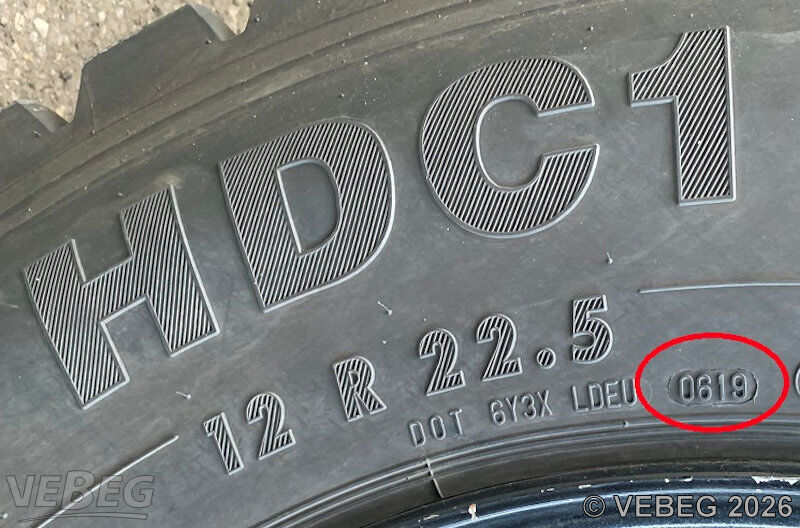 HDC1
12 R 22.5
DOT 6Y3X LDEU 0619
VEBEG
© VEBEG 2026